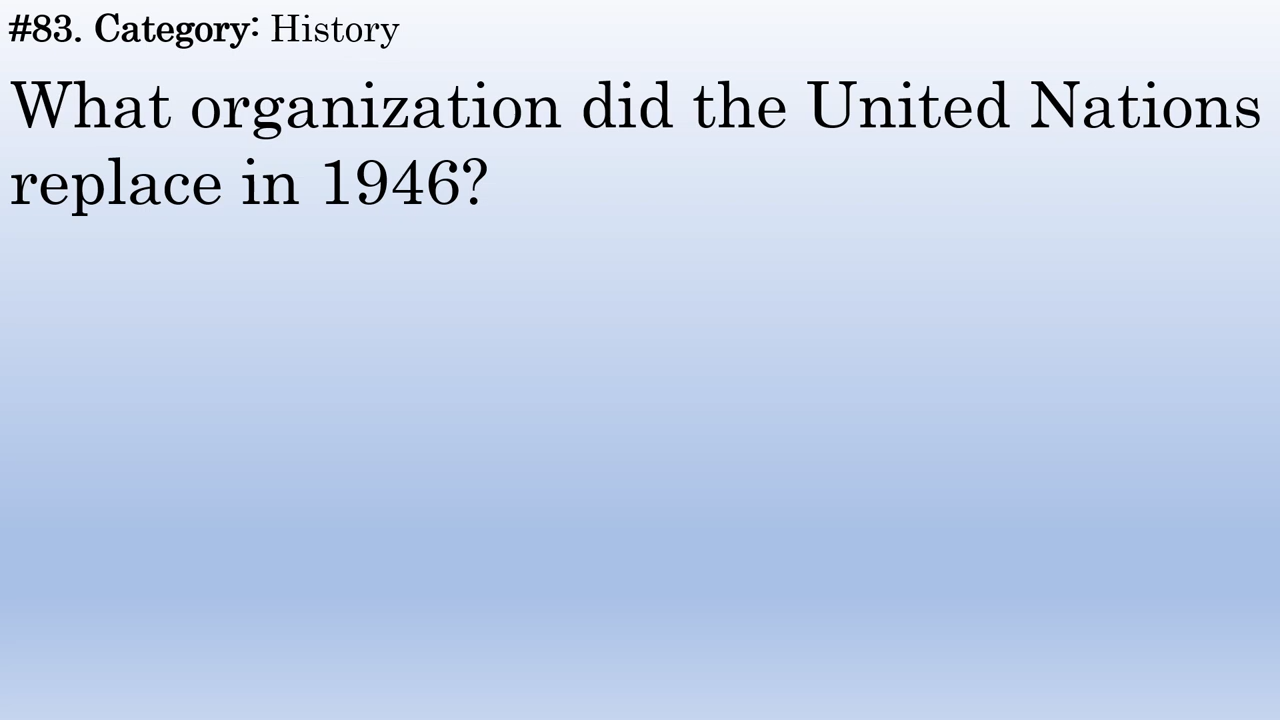 #83. Category: History
What organization did the United Nations
replace in 1946?